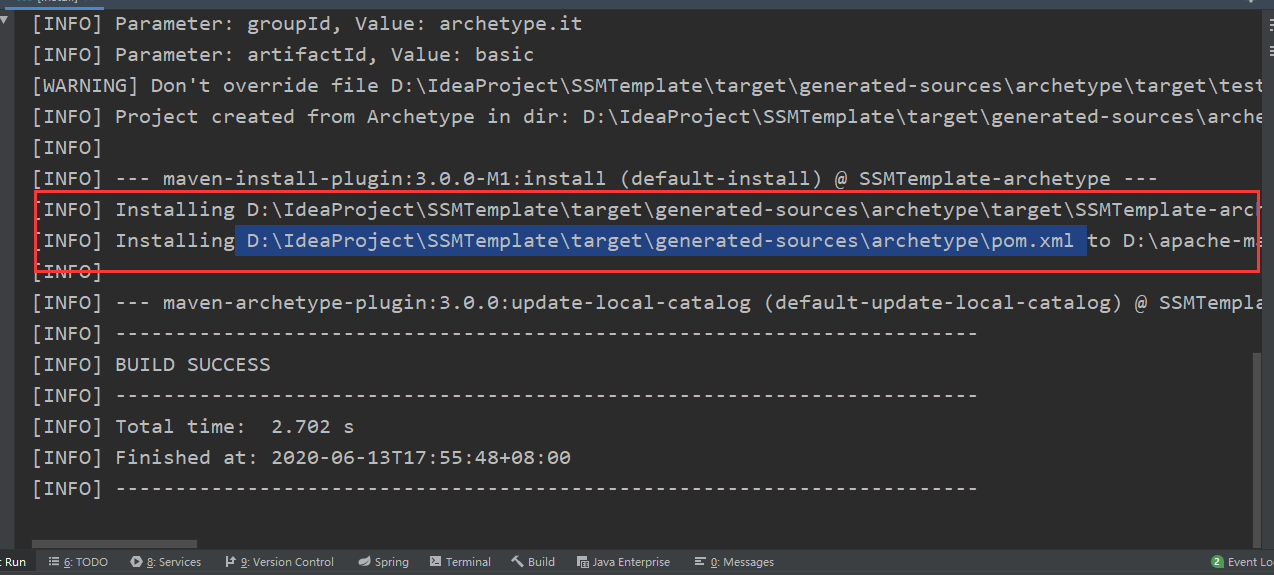 [INFO] Parameter: groupId, Value: archetype.it
[INFO] Parameter: artifactId, Value: basic
[WARNING] Don't override file D:\IdeaProject\SSMTemplate\target\generated-sources\archetype\target\test
[INFO] Project created from Archetype in dir: D:\IdeaProject\SSMTemplate\target\generated-sources\arche
[INFO]
[INFO] --- maven-install-plugin:3.0.0-M1:install (default-install) @ SSMTemplate-archetype ---
[INFO] Installing D:\IdeaProject\SSMTemplate\target\generated-sources\archetype\target\SSMTemplate-arch
[INFO] Installing D:\IdeaProject\SSMTemplate\target\generated-sources\archetype\pom.xml to D:\apache-ma
[INFO]
[INFO] --- maven-archetype-plugin:3.0.0:update-local-catalog (default-update-local-catalog) @ SSMTempla
[INFO] ------------------------------------------------------------------------
[INFO] BUILD SUCCESS
[INFO] ------------------------------------------------------------------------
[INFO] Total time:  2.702 s
[INFO] Finished at: 2020-06-13T17:55:48+08:00
[INFO] ------------------------------------------------------------------------
: Run 6: TODO 8: Services 9: Version Control Spring Terminal Build Java Enterprise 0: Messages 2 Event Lo